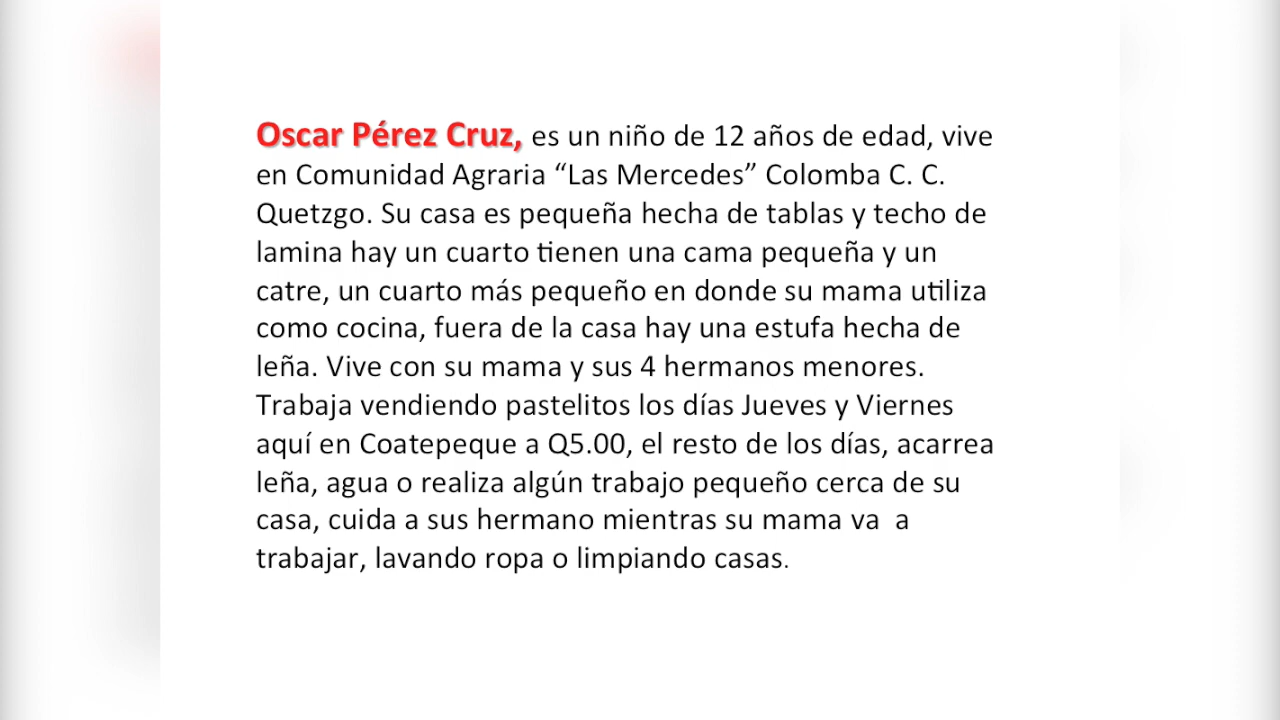 Oscar Pérez Cruz, es un niño de 12 años de edad, vive
en Comunidad Agraria “Las Mercedes” Colomba C. C.
Quetzgo. Su casa es pequeña hecha de tablas y techo de
lamina hay un cuarto tienen una cama pequeña y un
catre, un cuarto más pequeño en donde su mama utiliza
como cocina, fuera de la casa hay una estufa hecha de
leña. Vive con su mama y sus 4 hermanos menores.
Trabaja vendiendo pastelitos los días Jueves y Viernes
aquí en Coatepeque a Q5.00, el resto de los días, acarrea
leña, agua o realiza algún trabajo pequeño cerca de su
casa, cuida a sus hermano mientras su mama va  a
trabajar, lavando ropa o limpiando casas.